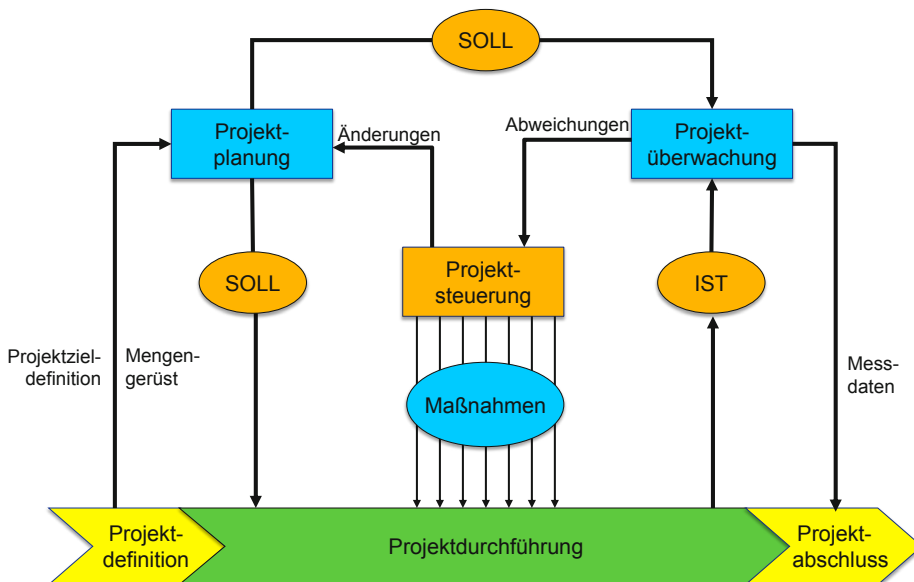 SOLL
Projekt-
planung
Änderungen
Abweichungen
Projekt-
überwachung
SOLL
Projekt-
steuerung
IST
Projektziel-
definition
Mengen-
gerüst
Maßnahmen
Mess-
daten
Projekt-
definition
Projektdurchführung
Projekt-
abschluss